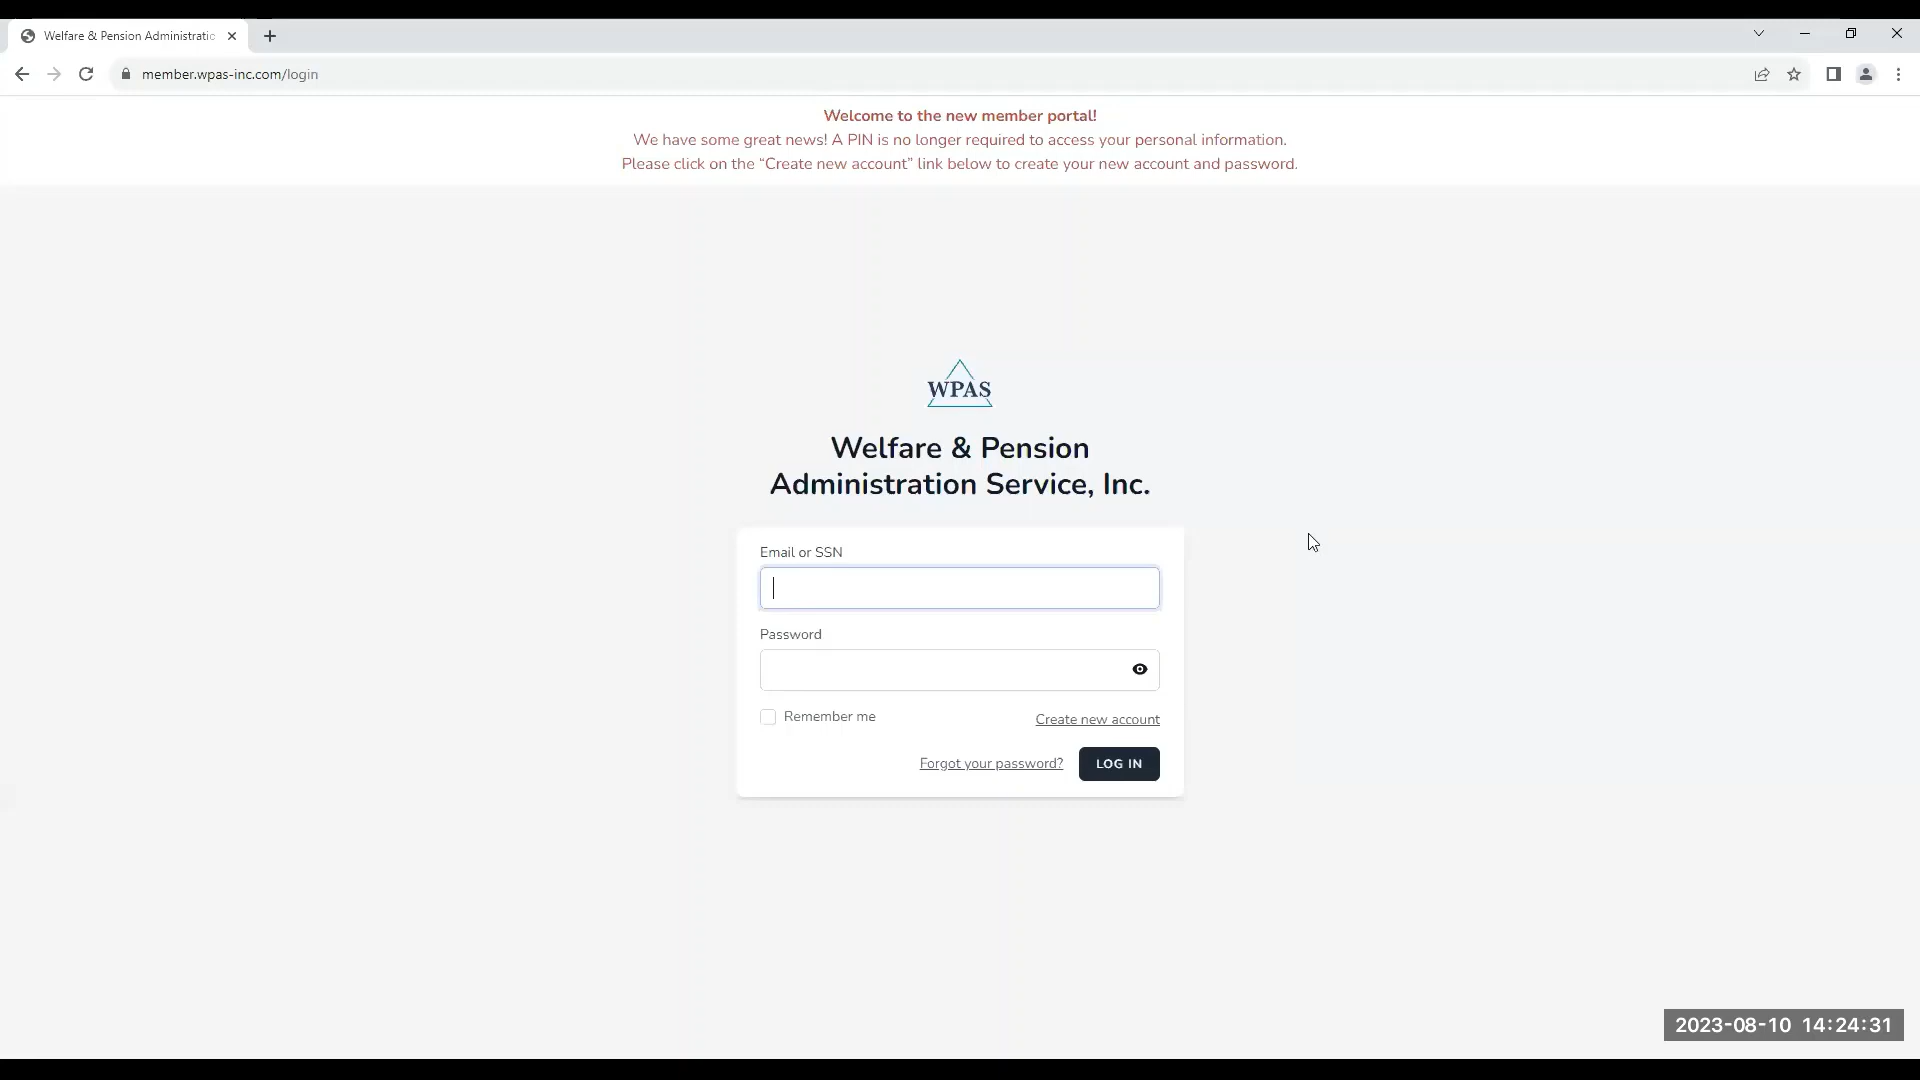 Welfare & Pension Administratic
member.wpas-inc.com/login
Welcome to the new member portal!
We have some great news! A PIN is no longer required to access your personal information.
Please click on the “Create new account” link below to create your new account and password.
WPAS
Welfare & Pension
Administration Service, Inc.
Email or SSN
Password
Remember me
Create new account
Forgot your password?
LOG IN
2023-08-10 14:24:31